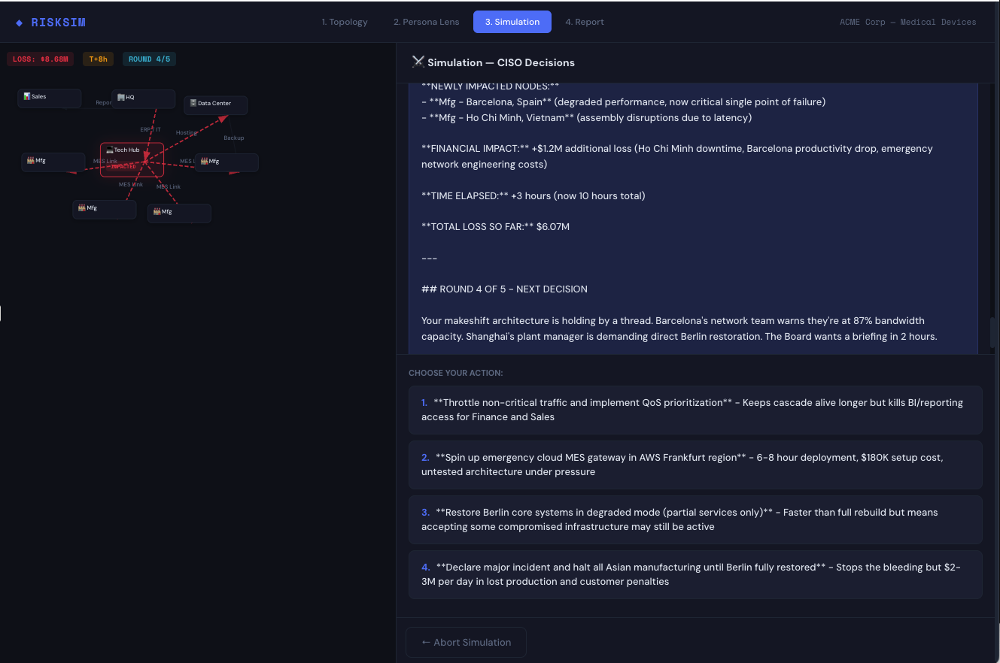 ◆ RISKSIM
1. Topology
2. Persona Lens
3. Simulation
4. Report
ACME Corp — Medical Devices
LOSS: $8.68M
T+8h
ROUND 4/5
Sales
Repor
HQ
Data Center
ERP / IT
Hosting
Backup
Tech Hub
IMPACTED
Mfg
MES Link
MES L
Mfg
MES Link
MES Link
Mfg
Mfg
Simulation — CISO Decisions
**NEWLY IMPACTED NODES:**
- **Mfg - Barcelona, Spain** (degraded performance, now critical single point of failure)
- **Mfg - Ho Chi Minh, Vietnam** (assembly disruptions due to latency)
**FINANCIAL IMPACT:** +$1.2M additional loss (Ho Chi Minh downtime, Barcelona productivity drop, emergency
network engineering costs)
**TIME ELAPSED:** +3 hours (now 10 hours total)
**TOTAL LOSS SO FAR:** $6.07M
---
## ROUND 4 OF 5 - NEXT DECISION
Your makeshift architecture is holding by a thread. Barcelona's network team warns they're at 87% bandwidth
capacity. Shanghai's plant manager is demanding direct Berlin restoration. The Board wants a briefing in 2 hours.
CHOOSE YOUR ACTION:
1. **Throttle non-critical traffic and implement QoS prioritization** - Keeps cascade alive longer but kills BI/reporting
access for Finance and Sales
2. **Spin up emergency cloud MES gateway in AWS Frankfurt region** - 6-8 hour deployment, $180K setup cost,
untested architecture under pressure
3. **Restore Berlin core systems in degraded mode (partial services only)** - Faster than full rebuild but means
accepting some compromised infrastructure may still be active
4. **Declare major incident and halt all Asian manufacturing until Berlin fully restored** - Stops the bleeding but $2-
3M per day in lost production and customer penalties
← Abort Simulation